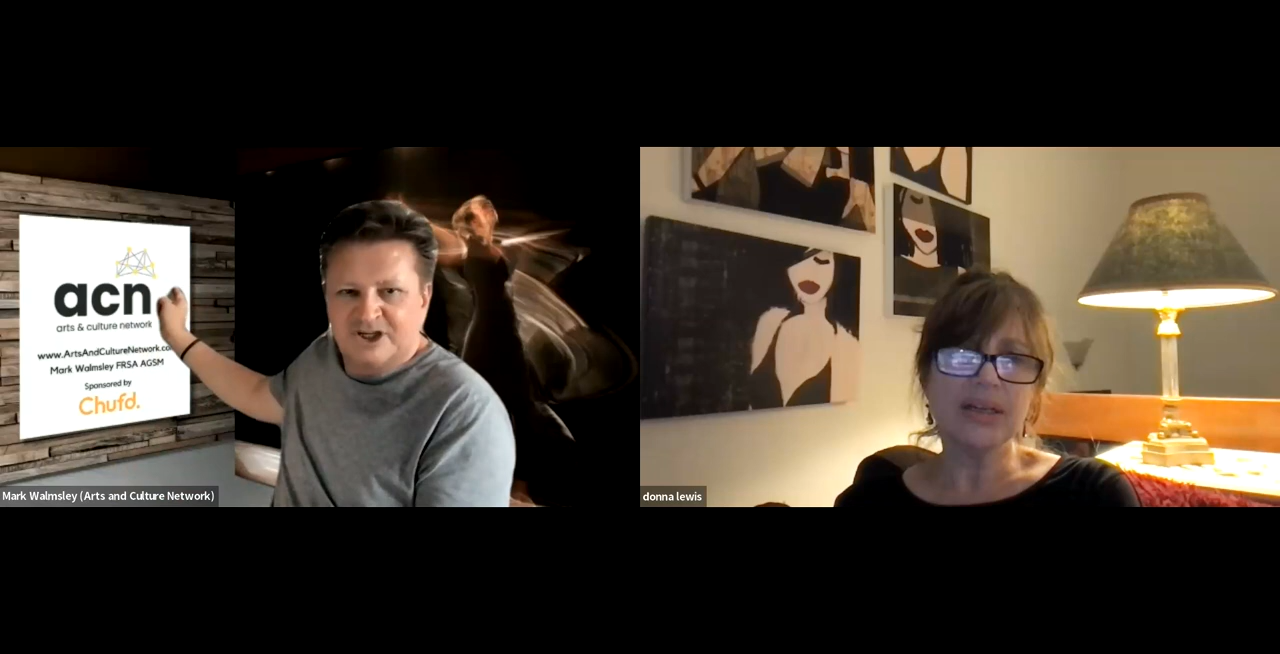 acn
arts & culture network
www.ArtsAndCultureNetwork.co
Mark Walmsley FRSA AGSM
Sponsored by
Chufd.
Mark Walmsley (Arts and Culture Network)
donna lewis